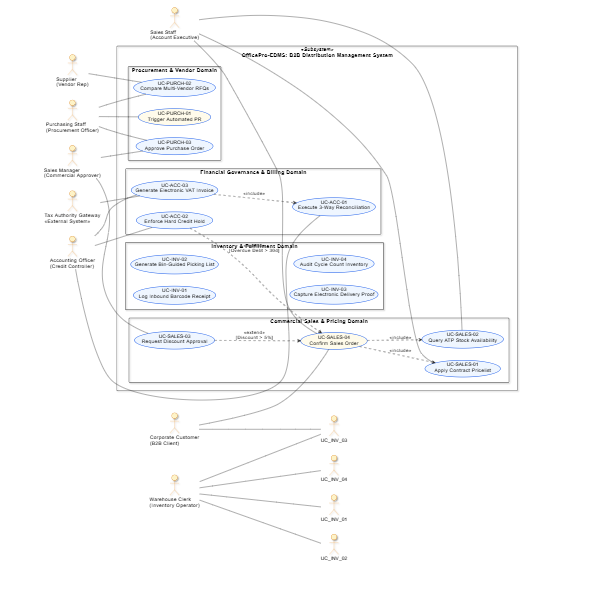 Sales Staff
(Account Executive)
«Subsystem»
OfficePro-EDMS: B2B Distribution Management System
Supplier
(Vendor Rep)
Purchasing Staff
(Procurement Officer)
Sales Manager
(Commercial Approver)
Tax Authority Gateway
«External System»
Accounting Officer
(Credit Controller)
Procurement & Vendor Domain
UC-PURCH-02
Compare Multi-Vendor RFQs
UC-PURCH-01
Trigger Automated PR
UC-PURCH-03
Approve Purchase Order
Financial Governance & Billing Domain
UC-ACC-03
Generate Electronic VAT Invoice
«include»
UC-ACC-01
Execute 3-Way Reconciliation
UC-ACC-02
Enforce Hard Credit Hold
Inventory & Fulfillment Domain
[Overdue Debt > 30d]
UC-INV-02
Generate Bin-Guided Picking List
UC-INV-04
Audit Cycle Count Inventory
UC-INV-01
Log Inbound Barcode Receipt
UC-INV-03
Capture Electronic Delivery Proof
Commercial Sales & Pricing Domain
UC-SALES-03
Request Discount Approval
«extend»
[Discount > 5%]
UC-SALES-04
Confirm Sales Order
«include»
UC-SALES-02
Query ATP Stock Availability
«include»
UC-SALES-01
Apply Contract Pricelist
Corporate Customer
(B2B Client)
UC_INV_03
UC_INV_04
Warehouse Clerk
(Inventory Operator)
UC_INV_01
UC_INV_02